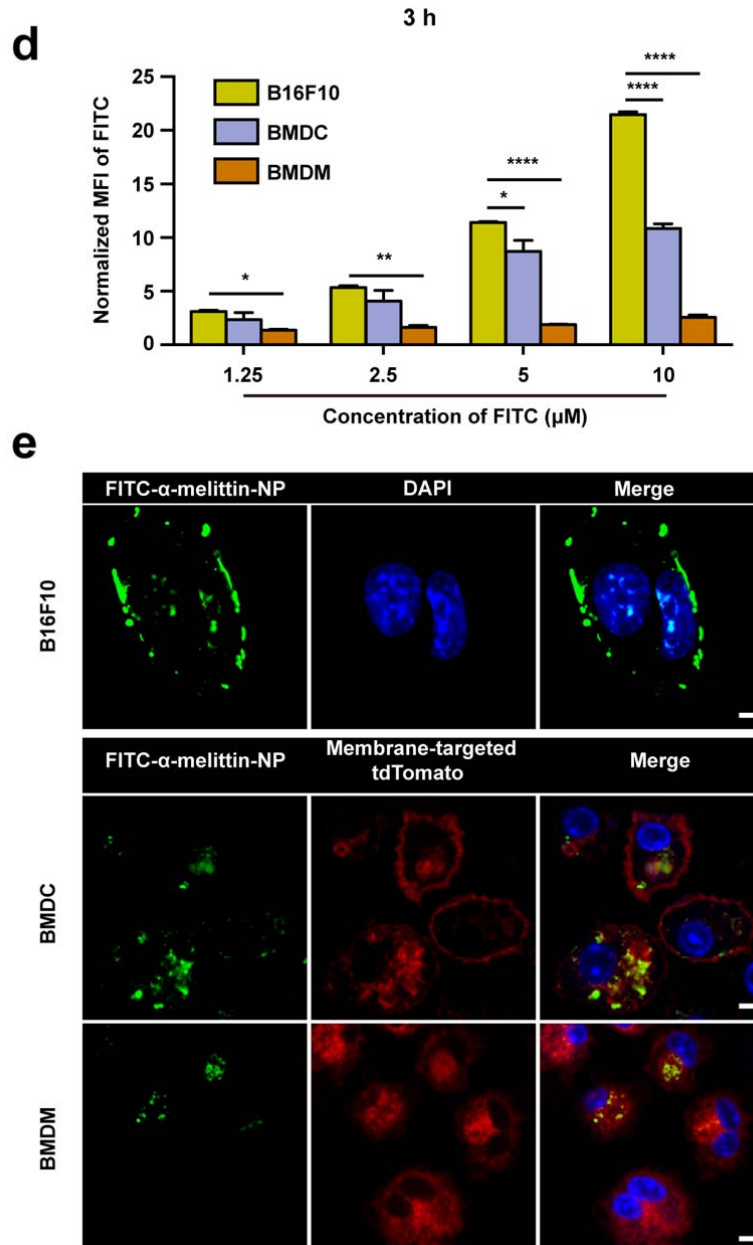 3 h
d
25
20
15
10
5
0
Normalized MFI of FITC
B16F10
BMDC
BMDM
*
**
****
*
****
****
1.25 2.5 5 10
Concentration of FITC (µM)
e
FITC-α-melittin-NP DAPI Merge
B16F10
FITC-α-melittin-NP Membrane-targeted tdTomato Merge
BMDC
BMDM